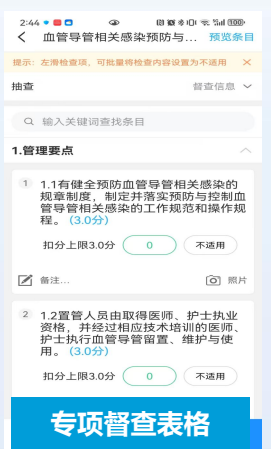 2:44
血管导管相关感染预防与... 预览条目
提示：左滑检查项，可批量将检查内容设置为不适用
抽查 督查信息
输入关键词查找条目
1.管理要点
1 1.1有健全预防血管导管相关感染的
规章制度，制定并落实预防与控制血
管导管相关感染的工作规范和操作规
程。（3.0分）
扣分上限3.0分 0 不适用
备注... 照片
2 1.2置管人员由取得医师、护士执业
资格，并经过相应技术培训的医师、
护士执行血管导管留置、维护与使
用。（3.0分）
扣分上限3.0分 0 不适用
专项督查表格